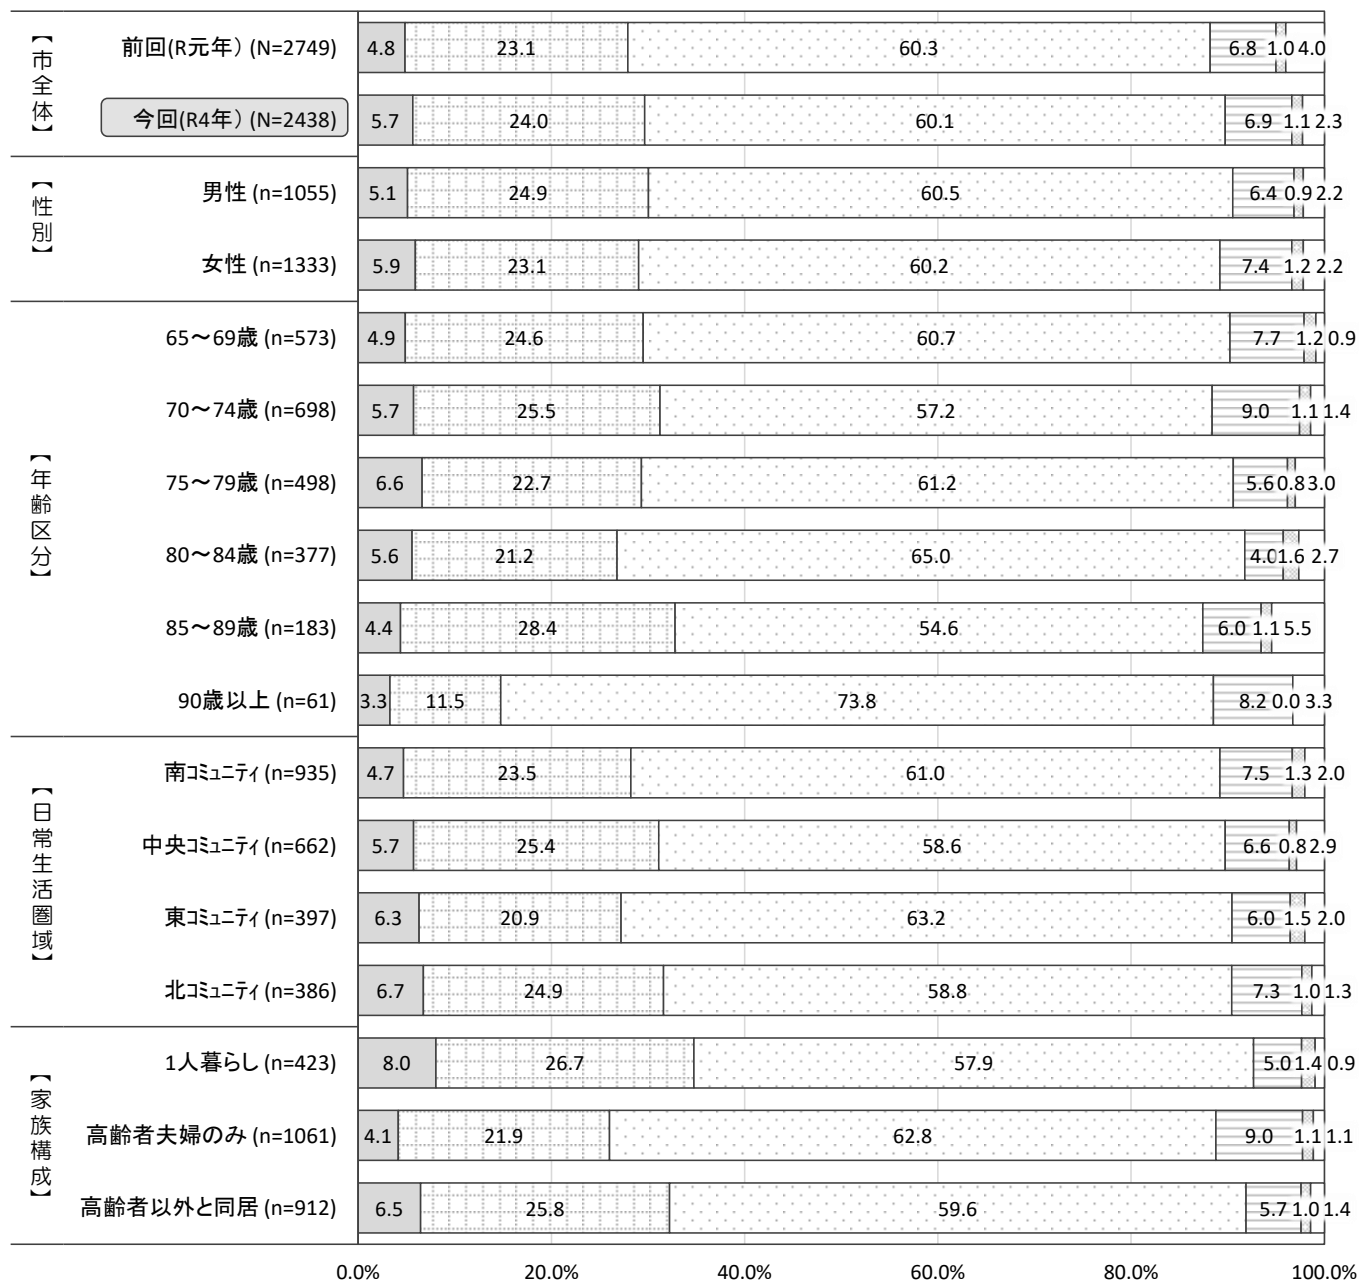 【市全体】
前回(R元年) (N=2749) 4.8 23.1 60.3 6.8 1.0 4.0
今回(R4年) (N=2438) 5.7 24.0 60.1 6.9 1.1 2.3
【性別】
男性 (n=1055) 5.1 24.9 60.5 6.4 0.9 2.2
女性 (n=1333) 5.9 23.1 60.2 7.4 1.2 2.2
【年齢区分】
65～69歳 (n=573) 4.9 24.6 60.7 7.7 1.2 0.9
70～74歳 (n=698) 5.7 25.5 57.2 9.0 1.1 1.4
75～79歳 (n=498) 6.6 22.7 61.2 5.6 0.8 3.0
80～84歳 (n=377) 5.6 21.2 65.0 4.0 1.6 2.7
85～89歳 (n=183) 4.4 28.4 54.6 6.0 1.1 5.5
90歳以上 (n=61) 3.3 11.5 73.8 8.2 0.0 3.3
【日常生活圏域】
南ｺﾐｭﾆﾃｨ (n=935) 4.7 23.5 61.0 7.5 1.3 2.0
中央ｺﾐｭﾆﾃｨ (n=662) 5.7 25.4 58.6 6.6 0.8 2.9
東ｺﾐｭﾆﾃｨ (n=397) 6.3 20.9 63.2 6.0 1.5 2.0
北ｺﾐｭﾆﾃｨ (n=386) 6.7 24.9 58.8 7.3 1.0 1.3
【家族構成】
1人暮らし (n=423) 8.0 26.7 57.9 5.0 1.4 0.9
高齢者夫婦のみ (n=1061) 4.1 21.9 62.8 9.0 1.1 1.1
高齢者以外と同居 (n=912) 6.5 25.8 59.6 5.7 1.0 1.4
0.0% 20.0% 40.0% 60.0% 80.0% 100.0%